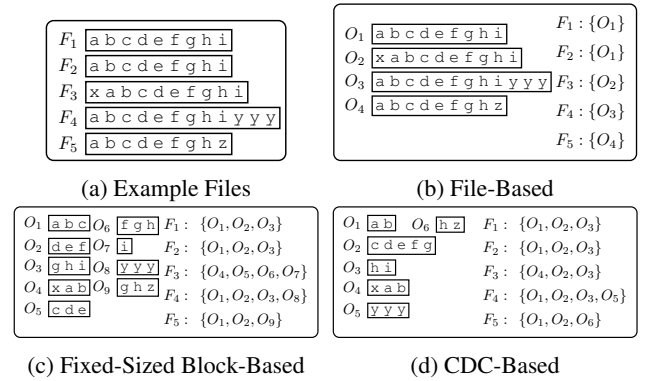 F1 a b c d e f g h i
F2 a b c d e f g h i
F3 x a b c d e f g h i
F4 a b c d e f g h i y y y
F5 a b c d e f g h z
(a) Example Files
O1 a b c d e f g h i
O2 x a b c d e f g h i
O3 a b c d e f g h i y y y
O4 a b c d e f g h z
F1 : {O1}
F2 : {O1}
F3 : {O2}
F4 : {O3}
F5 : {O4}
(b) File-Based
O1 a b c O6 f g h F1 : {O1, O2, O3}
O2 d e f O7 i F2 : {O1, O2, O3}
O3 g h i O8 y y y F3 : {O4, O5, O6, O7}
O4 x a b O9 g h z F4 : {O1, O2, O3, O8}
O5 c d e F5 : {O1, O2, O9}
(c) Fixed-Sized Block-Based
O1 a b O6 h z F1 : {O1, O2, O3}
O2 c d e f g F2 : {O1, O2, O3}
O3 h i F3 : {O4, O2, O3}
O4 x a b F4 : {O1, O2, O3, O5}
O5 y y y F5 : {O1, O2, O6}
(d) CDC-Based